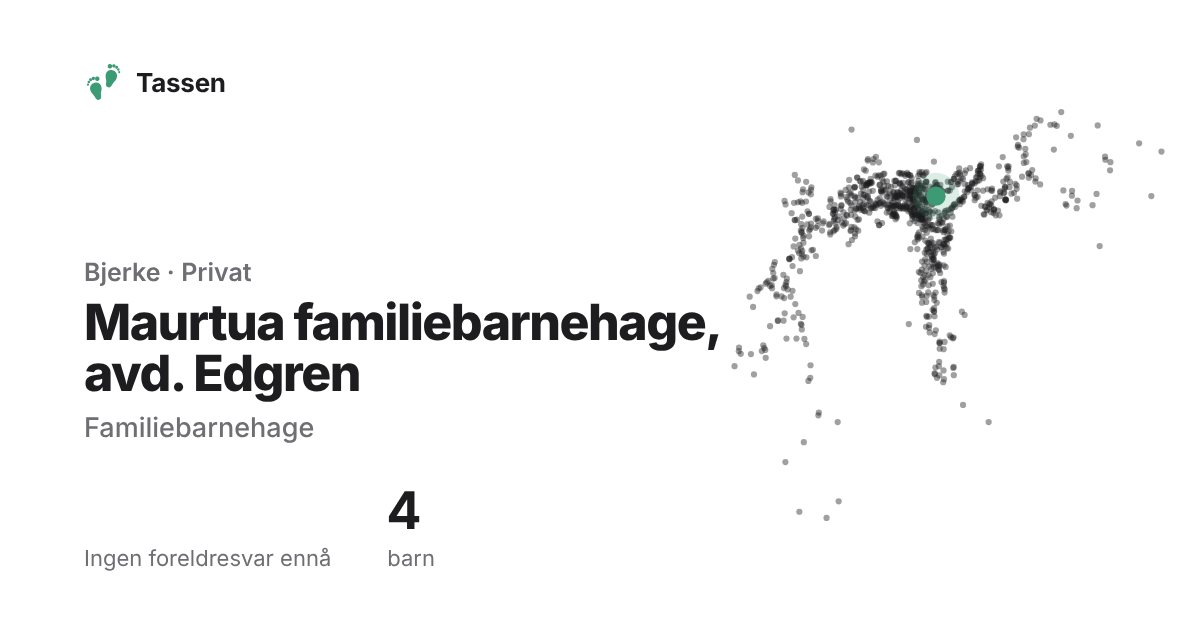 Tassen
Bjerke · Privat
Maurtua familiebarnehage,
avd. Edgren
Familiebarnehage
4
Ingen foreldresvar ennå
barn